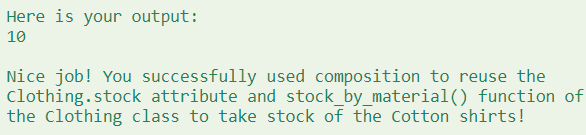 Here is your output:
10
Nice job! You successfully used composition to reuse the
Clothing.stock attribute and stock_by_material() function of
the Clothing class to take stock of the Cotton shirts!